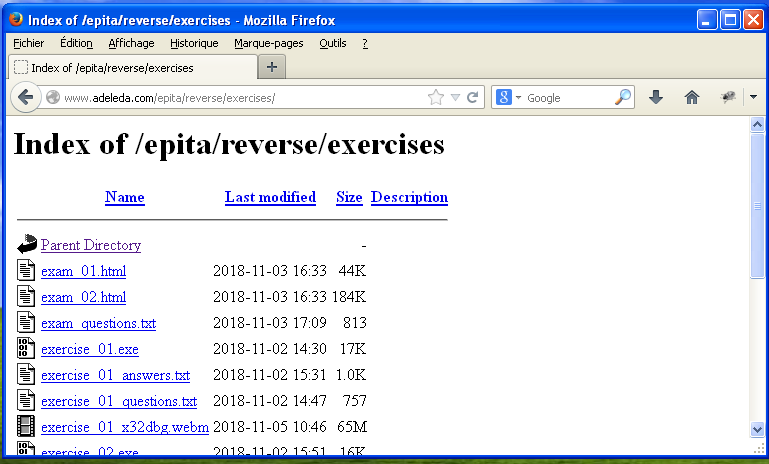 Index of /epita/reverse/exercises - Mozilla Firefox
Fichier Édition Affichage Historique Marque-pages Outils ?
Index of /epita/reverse/exercises
www.adeleda.com/epita/reverse/exercises/ Google
Index of /epita/reverse/exercises
Name Last modified Size Description
Parent Directory -
exam_01.html 2018-11-03 16:33 44K
exam_02.html 2018-11-03 16:33 184K
exam_questions.txt 2018-11-03 17:09 813
exercise_01.exe 2018-11-02 14:30 17K
exercise_01_answers.txt 2018-11-02 15:31 1.0K
exercise_01_questions.txt 2018-11-02 14:47 757
exercise_01_x32dbg.webm 2018-11-05 10:46 65M
exercise_02.exe 2018-11-02 15:51 16K